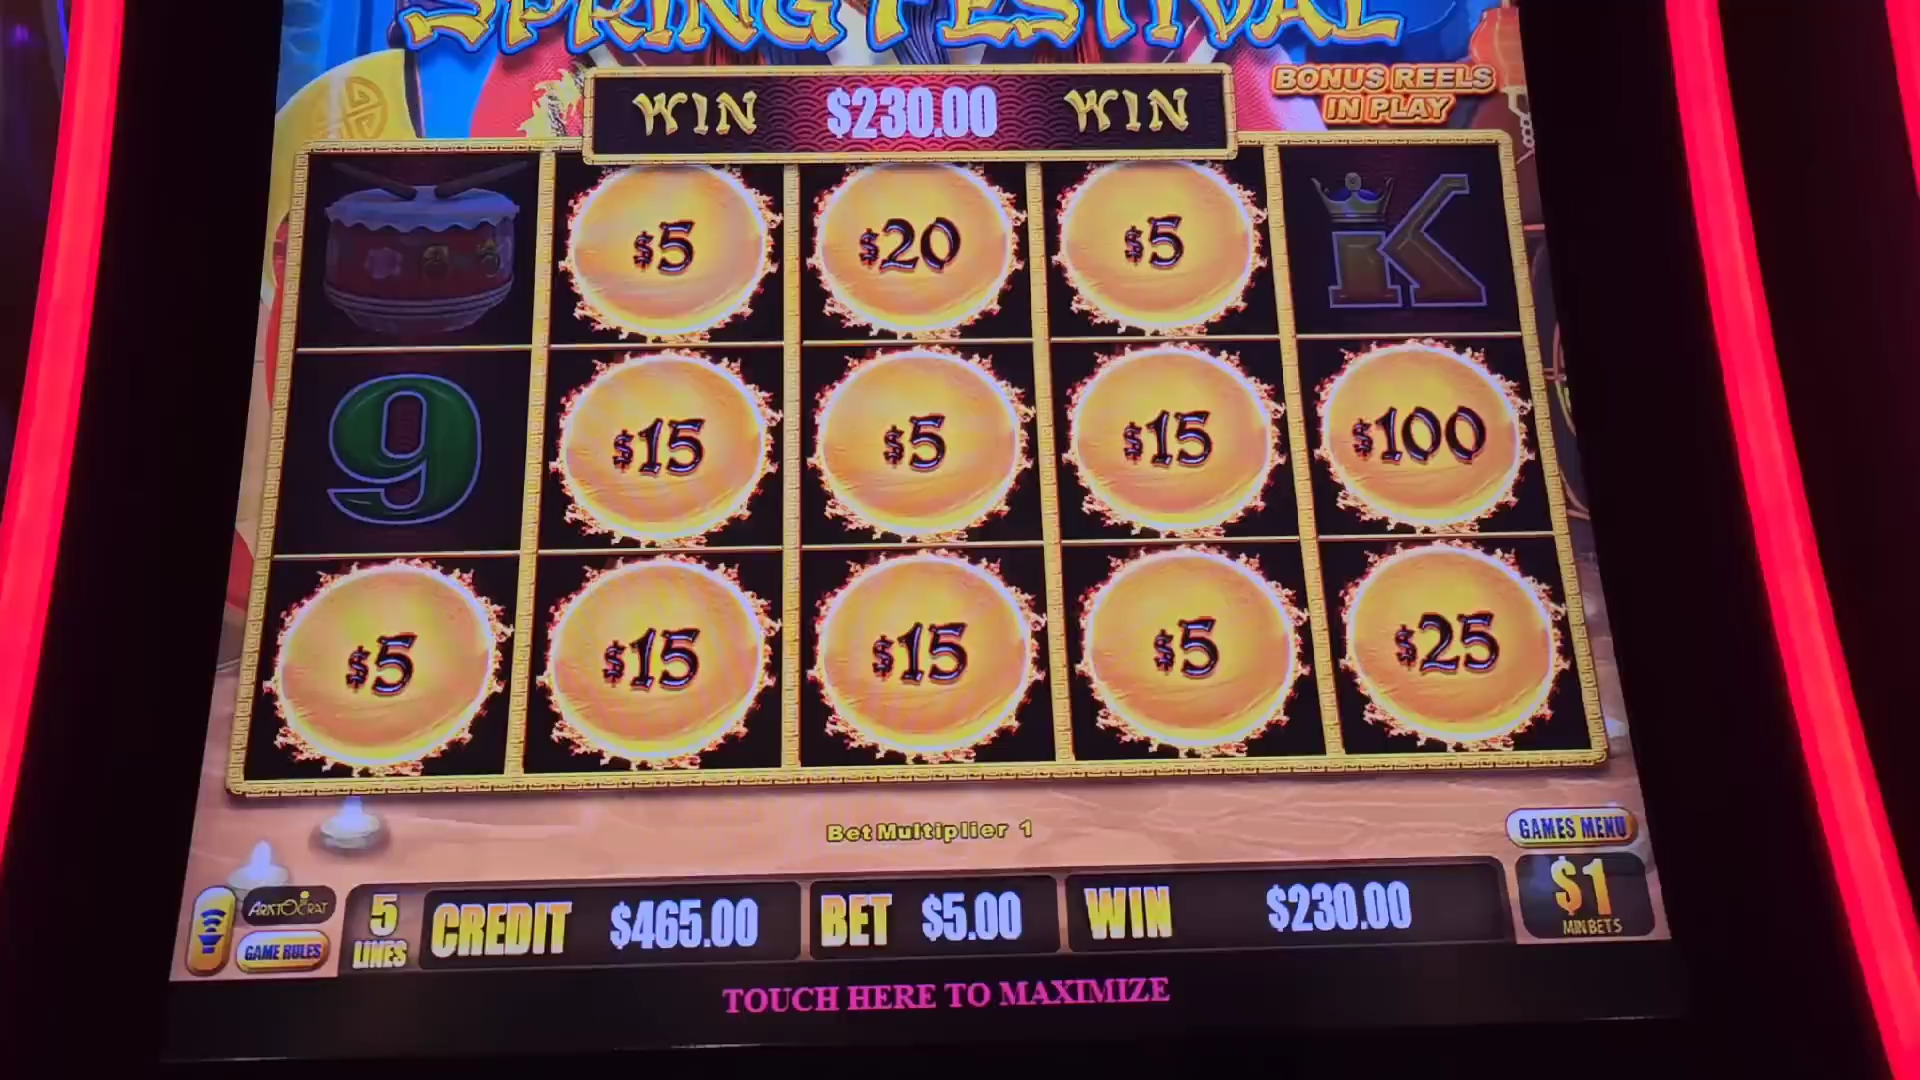 SPRING FESTIVAL
WIN $230.00 WIN
BONUS REELS
IN PLAY
$5 $20 $5 K
9 $15 $5 $15 $100
$5 $15 $15 $5 $25
Bet Multiplier 1
GAMES MENU
ARISTOCRAT
GAME RULES
5
LINES
CREDIT $465.00
BET $5.00
WIN $230.00
$1
MIN BETS
TOUCH HERE TO MAXIMIZE